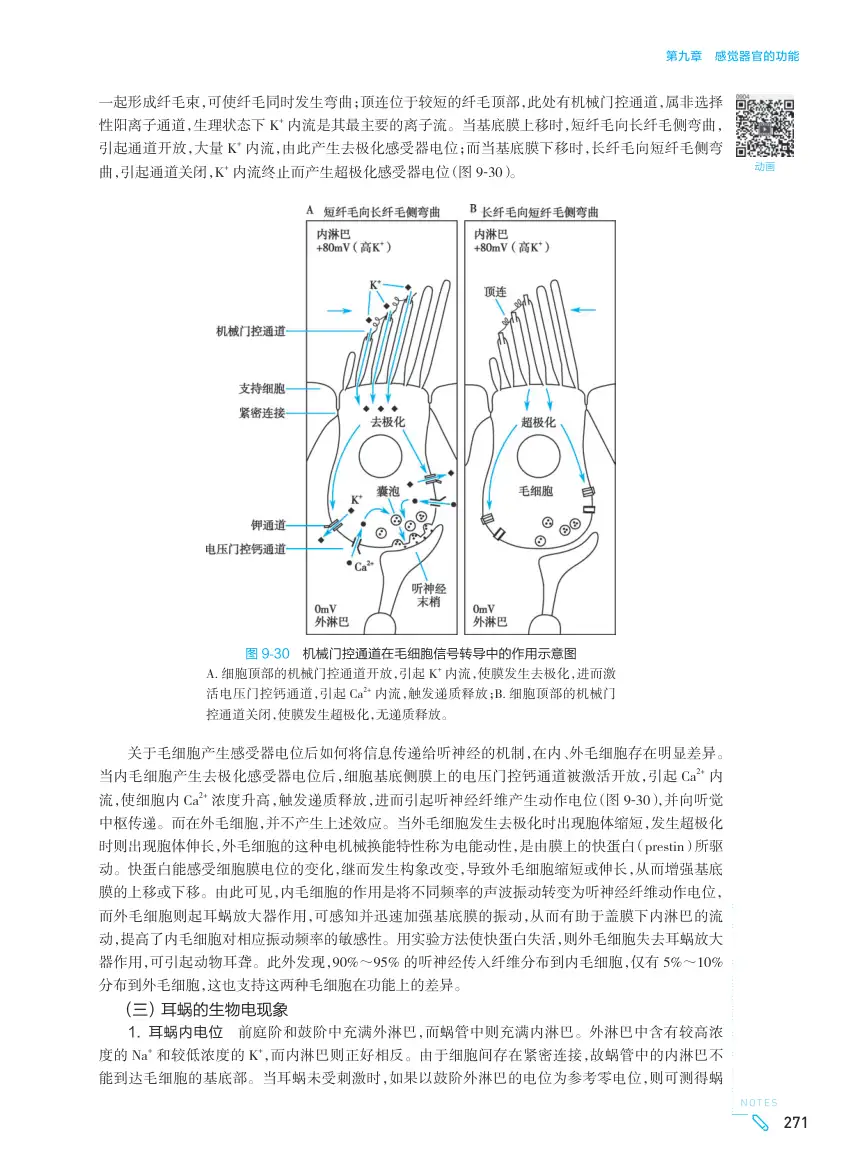 第九章 感觉器官的功能
一起形成纤毛束,可使纤毛同时发生弯曲;顶连位于较短的纤毛顶部,此处有机械门控通道,属非选择
性阳离子通道,生理状态下 K⁺ 内流是其最主要的离子流。当基底膜上移时,短纤毛向长纤毛侧弯曲,
引起通道开放,大量 K⁺ 内流,由此产生去极化感受器电位;而当基底膜下移时,长纤毛向短纤毛侧弯
曲,引起通道关闭,K⁺ 内流终止而产生超极化感受器电位(图 9-30)。
0904
动画
A 短纤毛向长纤毛侧弯曲
内淋巴
+80mV(高K⁺)
K⁺
机械门控通道
支持细胞
紧密连接
去极化
囊泡
K⁺
钾通道
电压门控钙通道
Ca²⁺
听神经
末梢
0mV
外淋巴
B 长纤毛向短纤毛侧弯曲
内淋巴
+80mV(高K⁺)
顶连
超极化
毛细胞
0mV
外淋巴
图 9-30 机械门控通道在毛细胞信号转导中的作用示意图
A. 细胞顶部的机械门控通道开放,引起 K⁺ 内流,使膜发生去极化,进而激
活电压门控钙通道,引起 Ca²⁺ 内流,触发递质释放;B. 细胞顶部的机械门
控通道关闭,使膜发生超极化,无递质释放。
关于毛细胞产生感受器电位后如何将信息传递给听神经的机制,在内、外毛细胞存在明显差异。
当内毛细胞产生去极化感受器电位后,细胞基底侧膜上的电压门控钙通道被激活开放,引起 Ca²⁺ 内
流,使细胞内 Ca²⁺ 浓度升高,触发递质释放,进而引起听神经纤维产生动作电位(图 9-30),并向听觉
中枢传递。而在外毛细胞,并不产生上述效应。当外毛细胞发生去极化时出现胞体缩短,发生超极化
时则出现胞体伸长,外毛细胞的这种电机械换能特性称为电能动性,是由膜上的快蛋白(prestin)所驱
动。快蛋白能感受细胞膜电位的变化,继而发生构象改变,导致外毛细胞缩短或伸长,从而增强基底
膜的上移或下移。由此可见,内毛细胞的作用是将不同频率的声波振动转变为听神经纤维动作电位,
而外毛细胞则起耳蜗放大器作用,可感知并迅速加强基底膜的振动,从而有助于盖膜下内淋巴的流
动,提高了内毛细胞对相应振动频率的敏感性。用实验方法使快蛋白失活,则外毛细胞失去耳蜗放大
器作用,可引起动物耳聋。此外发现,90%~95% 的听神经传入纤维分布到内毛细胞,仅有 5%~10%
分布到外毛细胞,这也支持这两种毛细胞在功能上的差异。
(三)耳蜗的生物电现象
1. 耳蜗内电位 前庭阶和鼓阶中充满外淋巴,而蜗管中则充满内淋巴。外淋巴中含有较高浓
度的 Na⁺ 和较低浓度的 K⁺,而内淋巴则正好相反。由于细胞间存在紧密连接,故蜗管中的内淋巴不
能到达毛细胞的基底部。当耳蜗未受刺激时,如果以鼓阶外淋巴的电位为参考零电位,则可测得蜗
NOTES
271